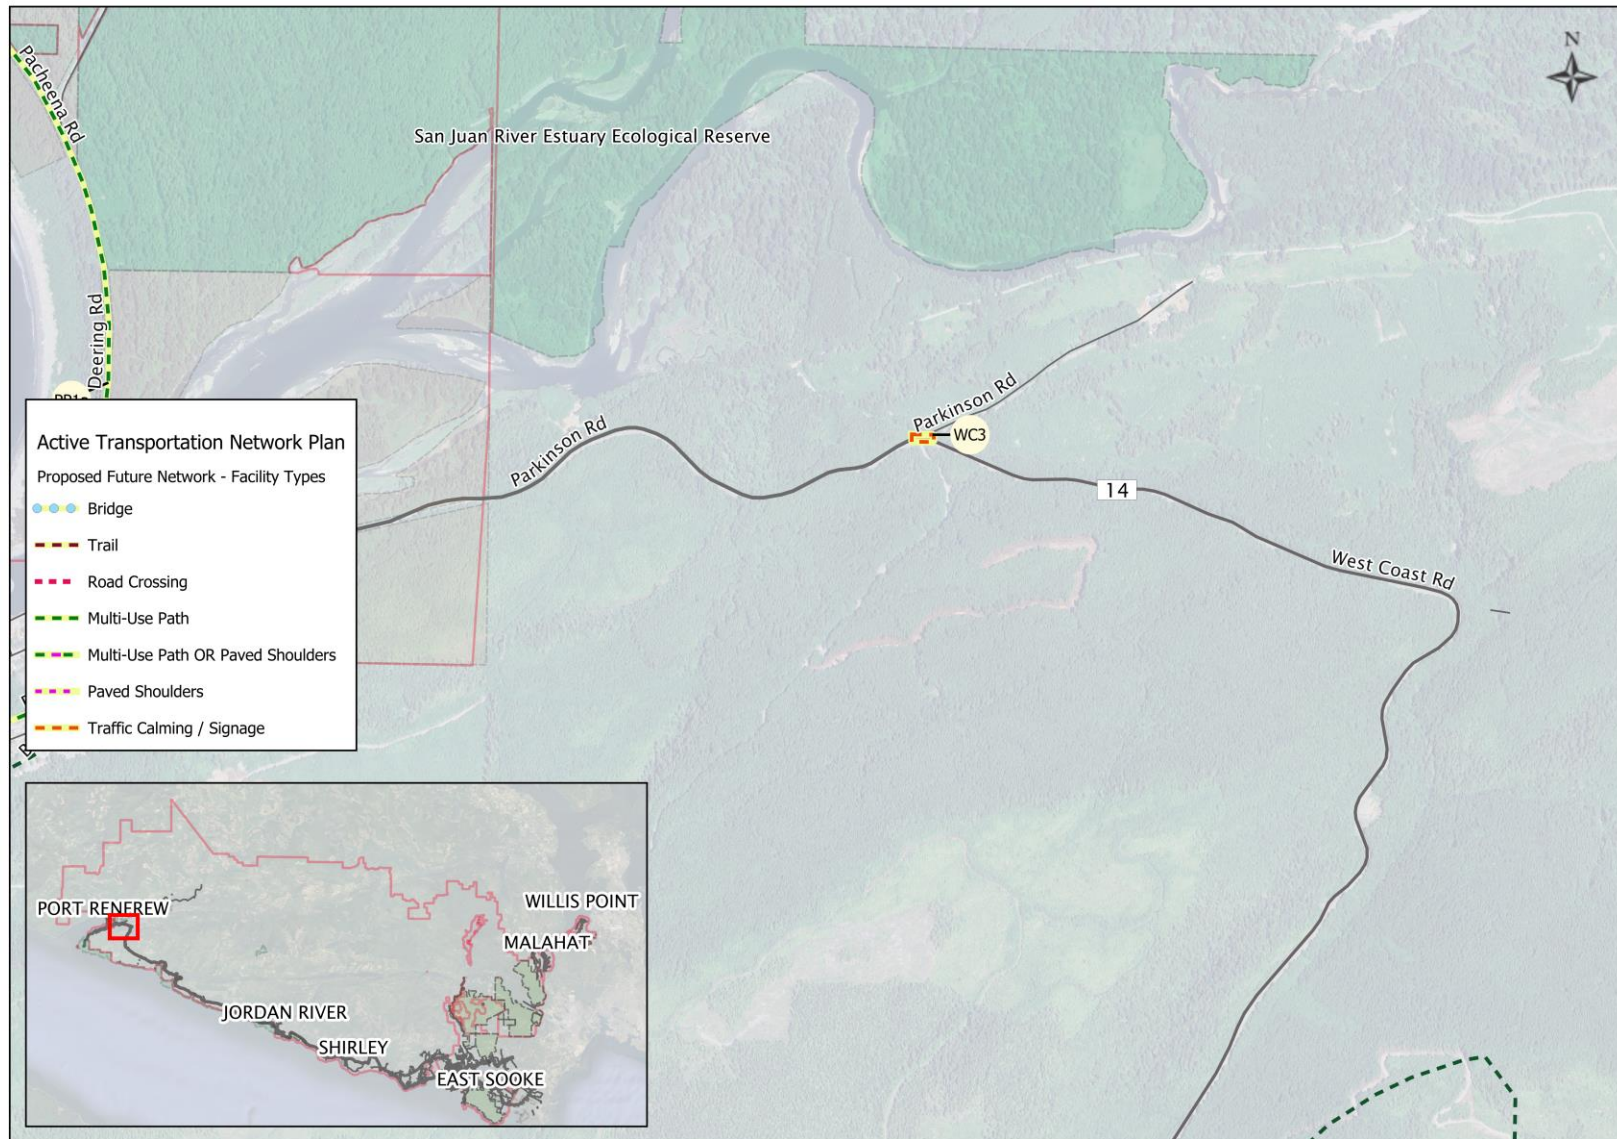 N
Pacheena Rd
San Juan River Estuary Ecological Reserve
Deering Rd
Parkinson Rd
Parkinson Rd
WC3
14
West Coast Rd
Active Transportation Network Plan
Proposed Future Network - Facility Types
Bridge
Trail
Road Crossing
Multi-Use Path
Multi-Use Path OR Paved Shoulders
Paved Shoulders
Traffic Calming / Signage
PORT RENFREW
WILLIS POINT
MALAHAT
JORDAN RIVER
SHIRLEY
EAST SOOKE